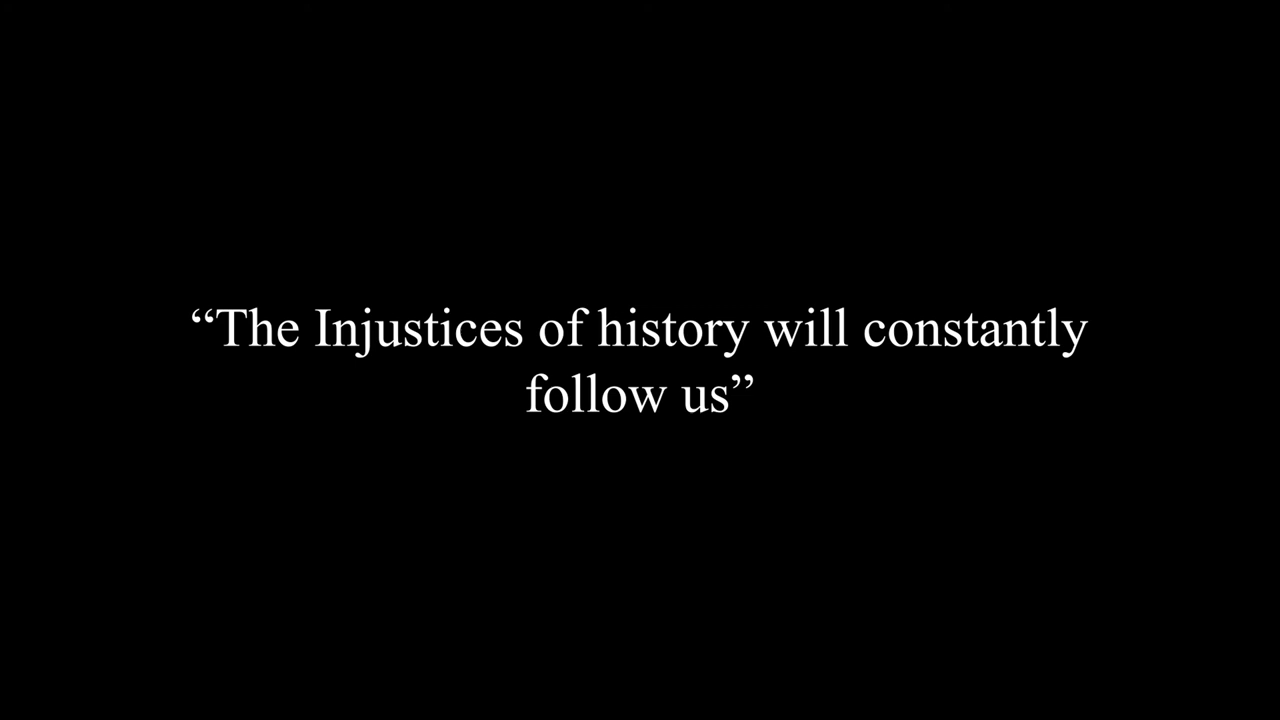 “The Injustices of history will constantly
follow us”